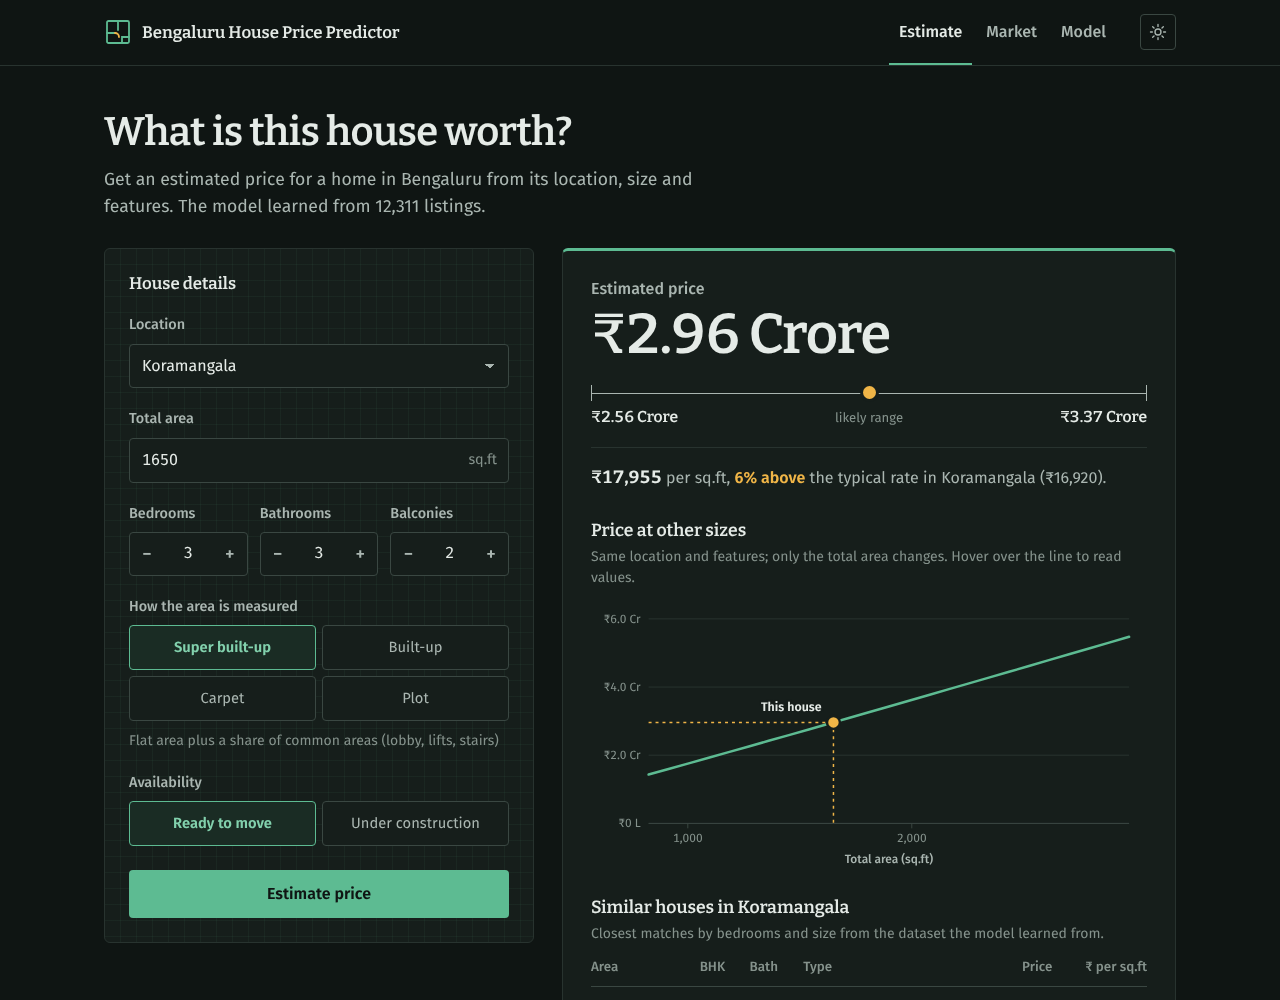 Bengaluru House Price Predictor
Estimate Market Model
What is this house worth?
Get an estimated price for a home in Bengaluru from its location, size and
features. The model learned from 12,311 listings.
House details
Location
Koramangala
Total area
1650 sq.ft
Bedrooms Bathrooms Balconies
− 3 + − 3 + − 2 +
How the area is measured
Super built-up Built-up
Carpet Plot
Flat area plus a share of common areas (lobby, lifts, stairs)
Availability
Ready to move Under construction
Estimate price
Estimated price
₹2.96 Crore
₹2.56 Crore likely range ₹3.37 Crore
₹17,955 per sq.ft, 6% above the typical rate in Koramangala (₹16,920).
Price at other sizes
Same location and features; only the total area changes. Hover over the line to read
values.
₹6.0 Cr
₹4.0 Cr
This house
₹2.0 Cr
₹0 L
1,000 2,000
Total area (sq.ft)
Similar houses in Koramangala
Closest matches by bedrooms and size from the dataset the model learned from.
Area BHK Bath Type Price ₹ per sq.ft